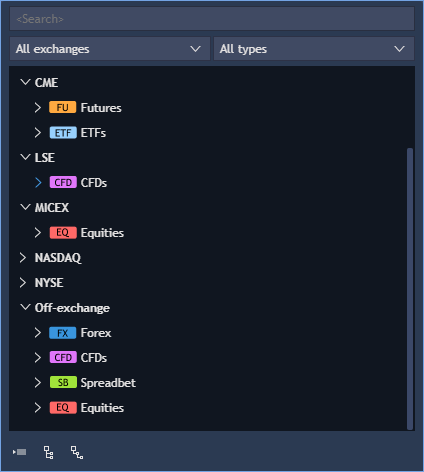 <Search>
All exchanges All types
CME
FU Futures
ETF ETFs
LSE
CFD CFDs
MICEX
EQ Equities
NASDAQ
NYSE
Off-exchange
FX Forex
CFD CFDs
SB Spreadbet
EQ Equities